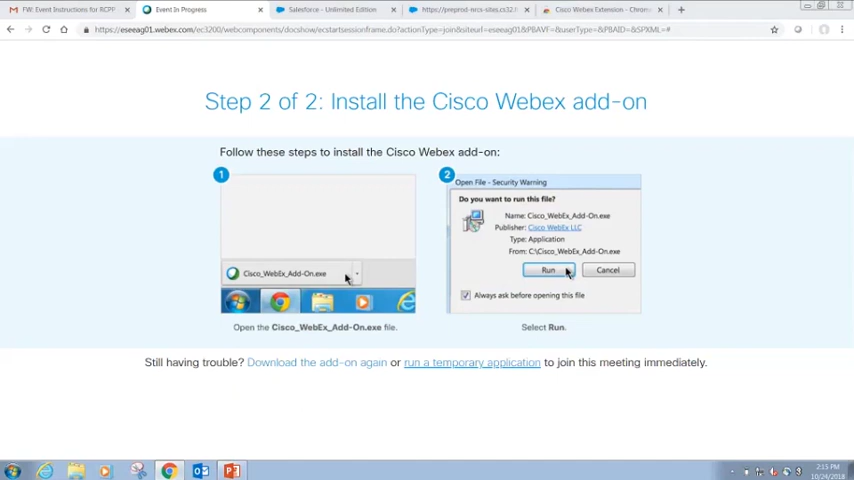 FW: Event Instructions for RCPP
Event In Progress
Salesforce - Unlimited Edition
https://preprod-nrcs-sites.cs32.f
Cisco Webex Extension - Chrom
https://eseeag01.webex.com/ec3200/webcomponents/docshow/ecstartsessionframe.do?actionType=join&siteurl=eseeag01&PBAVF=&userType=&PBAID=&SPXML=#
Step 2 of 2: Install the Cisco Webex add-on
Follow these steps to install the Cisco Webex add-on:
1
Cisco_WebEx_Add-On.exe
Open the Cisco_WebEx_Add-On.exe file.
2
Open File - Security Warning
Do you want to run this file?
Name: Cisco_WebEx_Add-On.exe
Publisher: Cisco WebEx LLC
Type: Application
From: C:\Cisco_WebEx_Add-On.exe
Run
Cancel
Always ask before opening this file
Select Run.
Still having trouble? Download the add-on again or run a temporary application to join this meeting immediately.
2:15 PM
10/24/2018